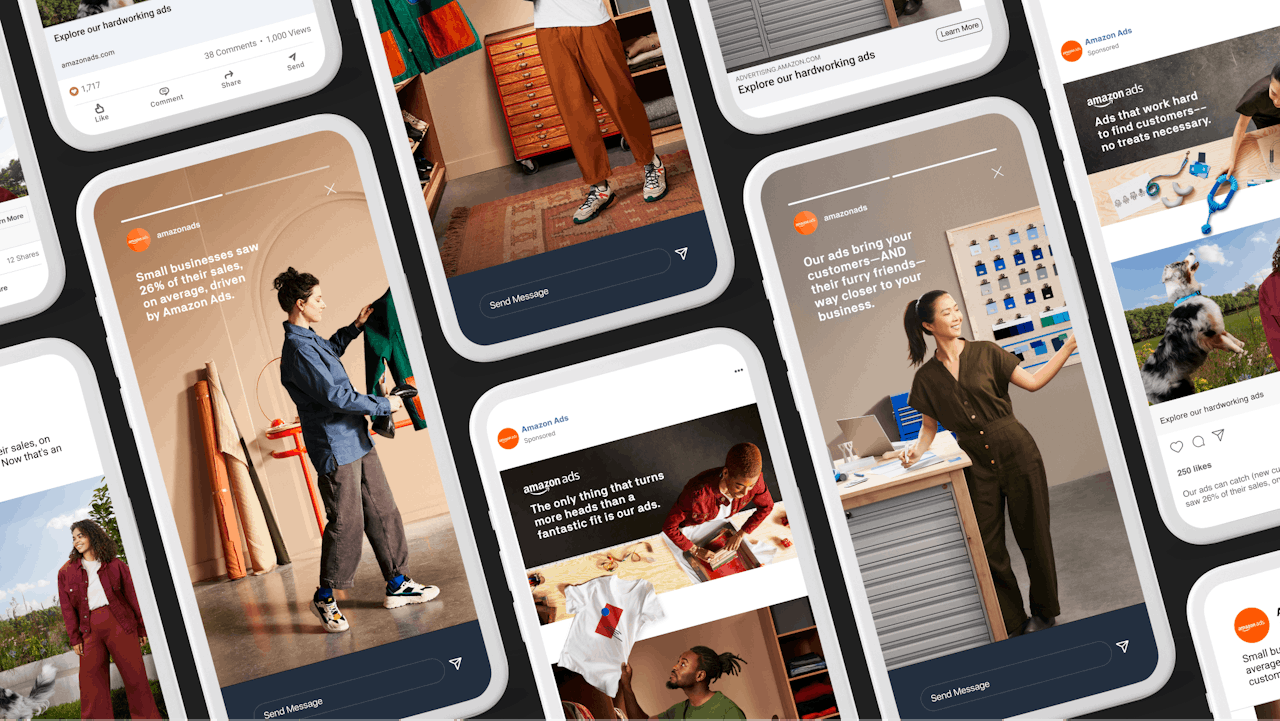 Explore our hardworking ads
amazonads.com
38 Comments • 1,000 Views
1,717
Like
Comment
Share
Send
Learn More
ADVERTISING.AMAZON.COM
Explore our hardworking ads
Amazon Ads
Sponsored
amazon ads
Ads that work hard
to find customers––
no treats necessary.
Explore our hardworking ads
250 likes
Our ads can catch (new cu
saw 26% of their sales, on
12 Shares
amazonads
Small businesses saw
26% of their sales,
on average, driven
by Amazon Ads.
Send Message
Send Message
amazonads
Our ads bring your
customers—AND
their furry friends—
way closer to your
business.
Send Message
Amazon Ads
Sponsored
amazon ads
The only thing that turns
more heads than a
fantastic fit is our ads.
eir sales, on
Now that's an
amazon ads
Small bu
average